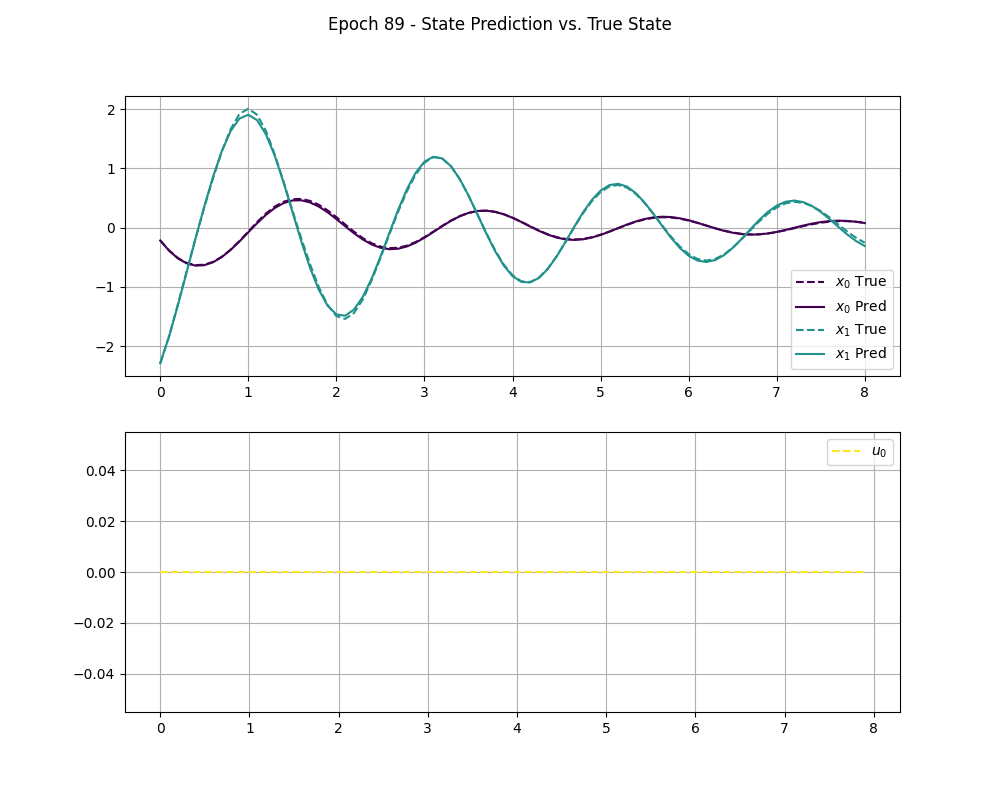 Epoch 89 - State Prediction vs. True State
2
1
0
−1
−2
x₀ True
x₀ Pred
x₁ True
x₁ Pred
0 1 2 3 4 5 6 7 8
0.04
0.02
0.00
−0.02
−0.04
u₀
0 1 2 3 4 5 6 7 8